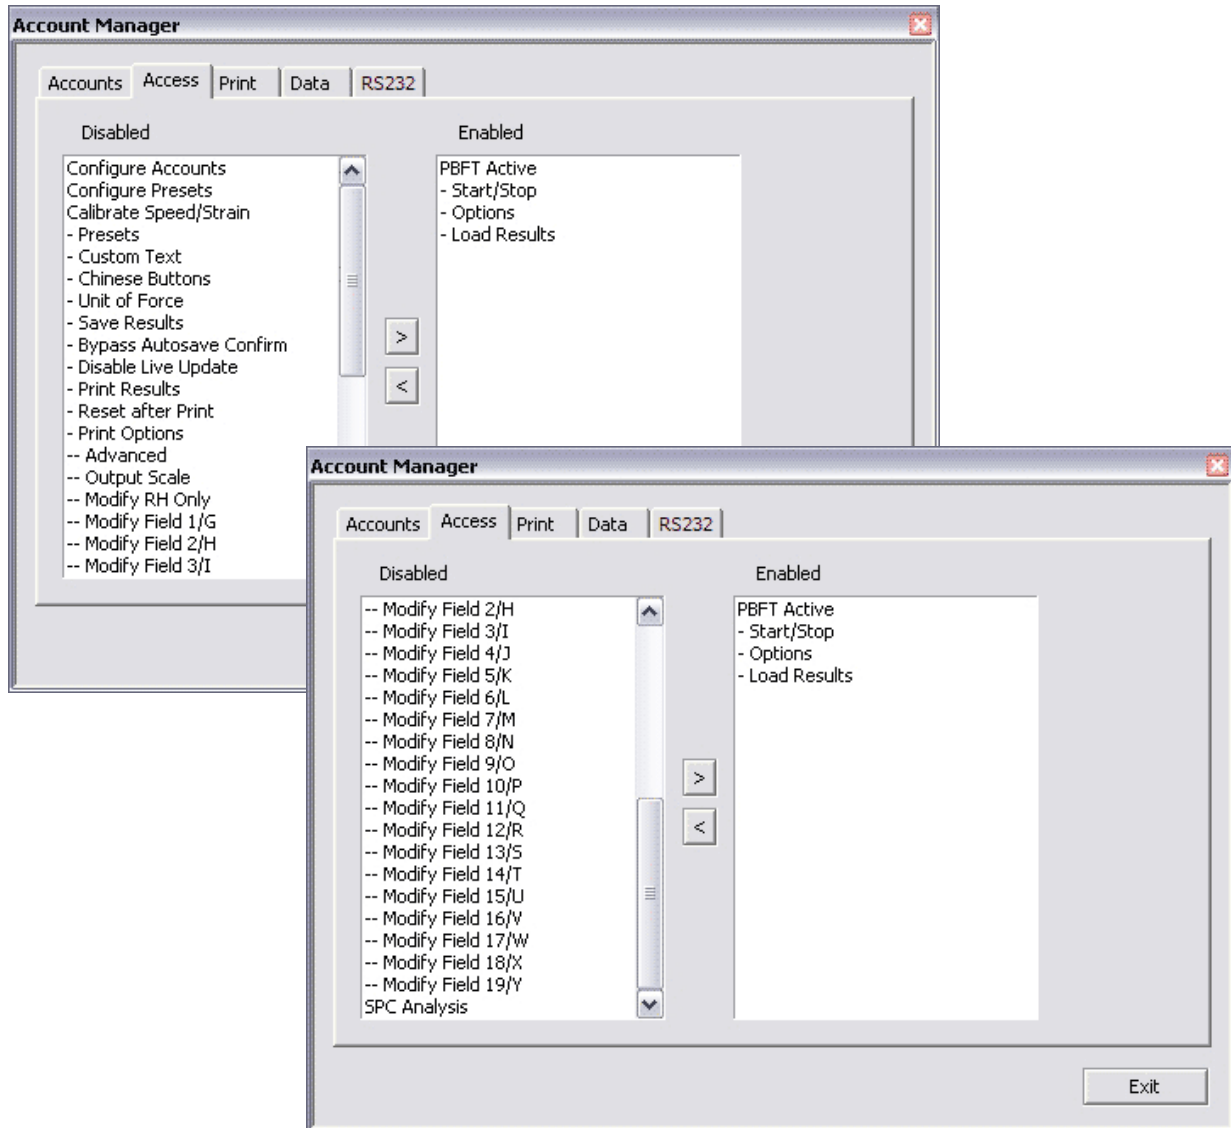 Account Manager
Accounts Access Print Data RS232
Disabled Enabled
Configure Accounts
Configure Presets
Calibrate Speed/Strain
- Presets
- Custom Text
- Chinese Buttons
- Unit of Force
- Save Results
- Bypass Autosave Confirm
- Disable Live Update
- Print Results
- Reset after Print
- Print Options
-- Advanced
-- Output Scale
-- Modify RH Only
-- Modify Field 1/G
-- Modify Field 2/H
-- Modify Field 3/I
>
<
PBFT Active
- Start/Stop
- Options
- Load Results
Account Manager
Accounts Access Print Data RS232
Disabled Enabled
-- Modify Field 2/H
-- Modify Field 3/I
-- Modify Field 4/J
-- Modify Field 5/K
-- Modify Field 6/L
-- Modify Field 7/M
-- Modify Field 8/N
-- Modify Field 9/O
-- Modify Field 10/P
-- Modify Field 11/Q
-- Modify Field 12/R
-- Modify Field 13/S
-- Modify Field 14/T
-- Modify Field 15/U
-- Modify Field 16/V
-- Modify Field 17/W
-- Modify Field 18/X
-- Modify Field 19/Y
SPC Analysis
>
<
PBFT Active
- Start/Stop
- Options
- Load Results
Exit